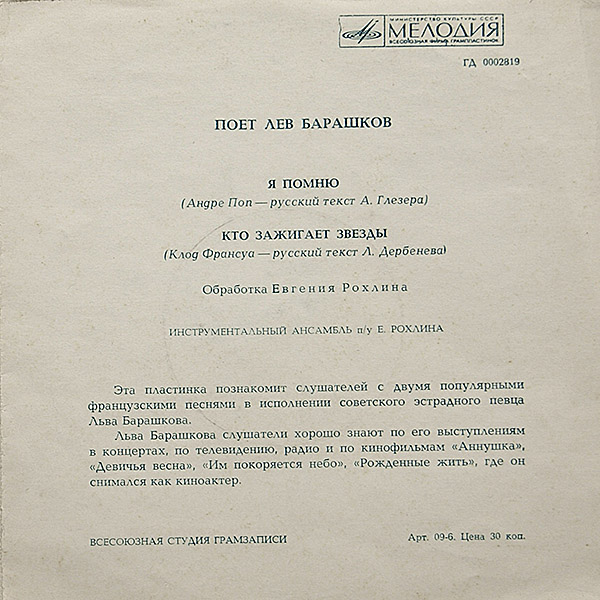 МИНИСТЕРСТВО КУЛЬТУРЫ СССР
МЕЛОДИЯ
ВСЕСОЮЗНАЯ ФИРМА ГРАМПЛАСТИНОК
ГД 0002819
ПОЕТ ЛЕВ БАРАШКОВ
Я ПОМНЮ
(Андре Поп — русский текст А. Глезера)
КТО ЗАЖИГАЕТ ЗВЕЗДЫ
(Клод Франсуа — русский текст Л. Дербенева)
Обработка Евгения Рохлина
ИНСТРУМЕНТАЛЬНЫЙ АНСАМБЛЬ п/у Е. РОХЛИНА
Эта пластинка познакомит слушателей с двумя популярными
французскими песнями в исполнении советского эстрадного певца
Льва Барашкова.
Льва Барашкова слушатели хорошо знают по его выступлениям
в концертах, по телевидению, радио и по кинофильмам «Аннушка»,
«Девичья весна», «Им покоряется небо», «Рожденные жить», где он
снимался как киноактер.
ВСЕСОЮЗНАЯ СТУДИЯ ГРАМЗАПИСИ
Арт. 09-6. Цена 30 коп.